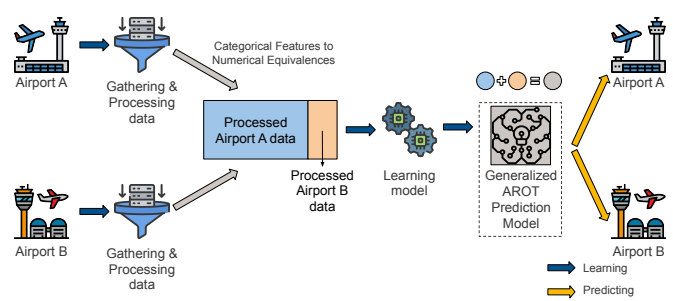 Airport A
Gathering &
Processing
data
Categorical Features to
Numerical Equivalences
Processed
Airport A data
Processed
Airport B
data
Learning
model
+
=
Generalized
AROT
Prediction
Model
Airport A
Airport B
Gathering &
Processing
data
Airport B
Learning
Predicting